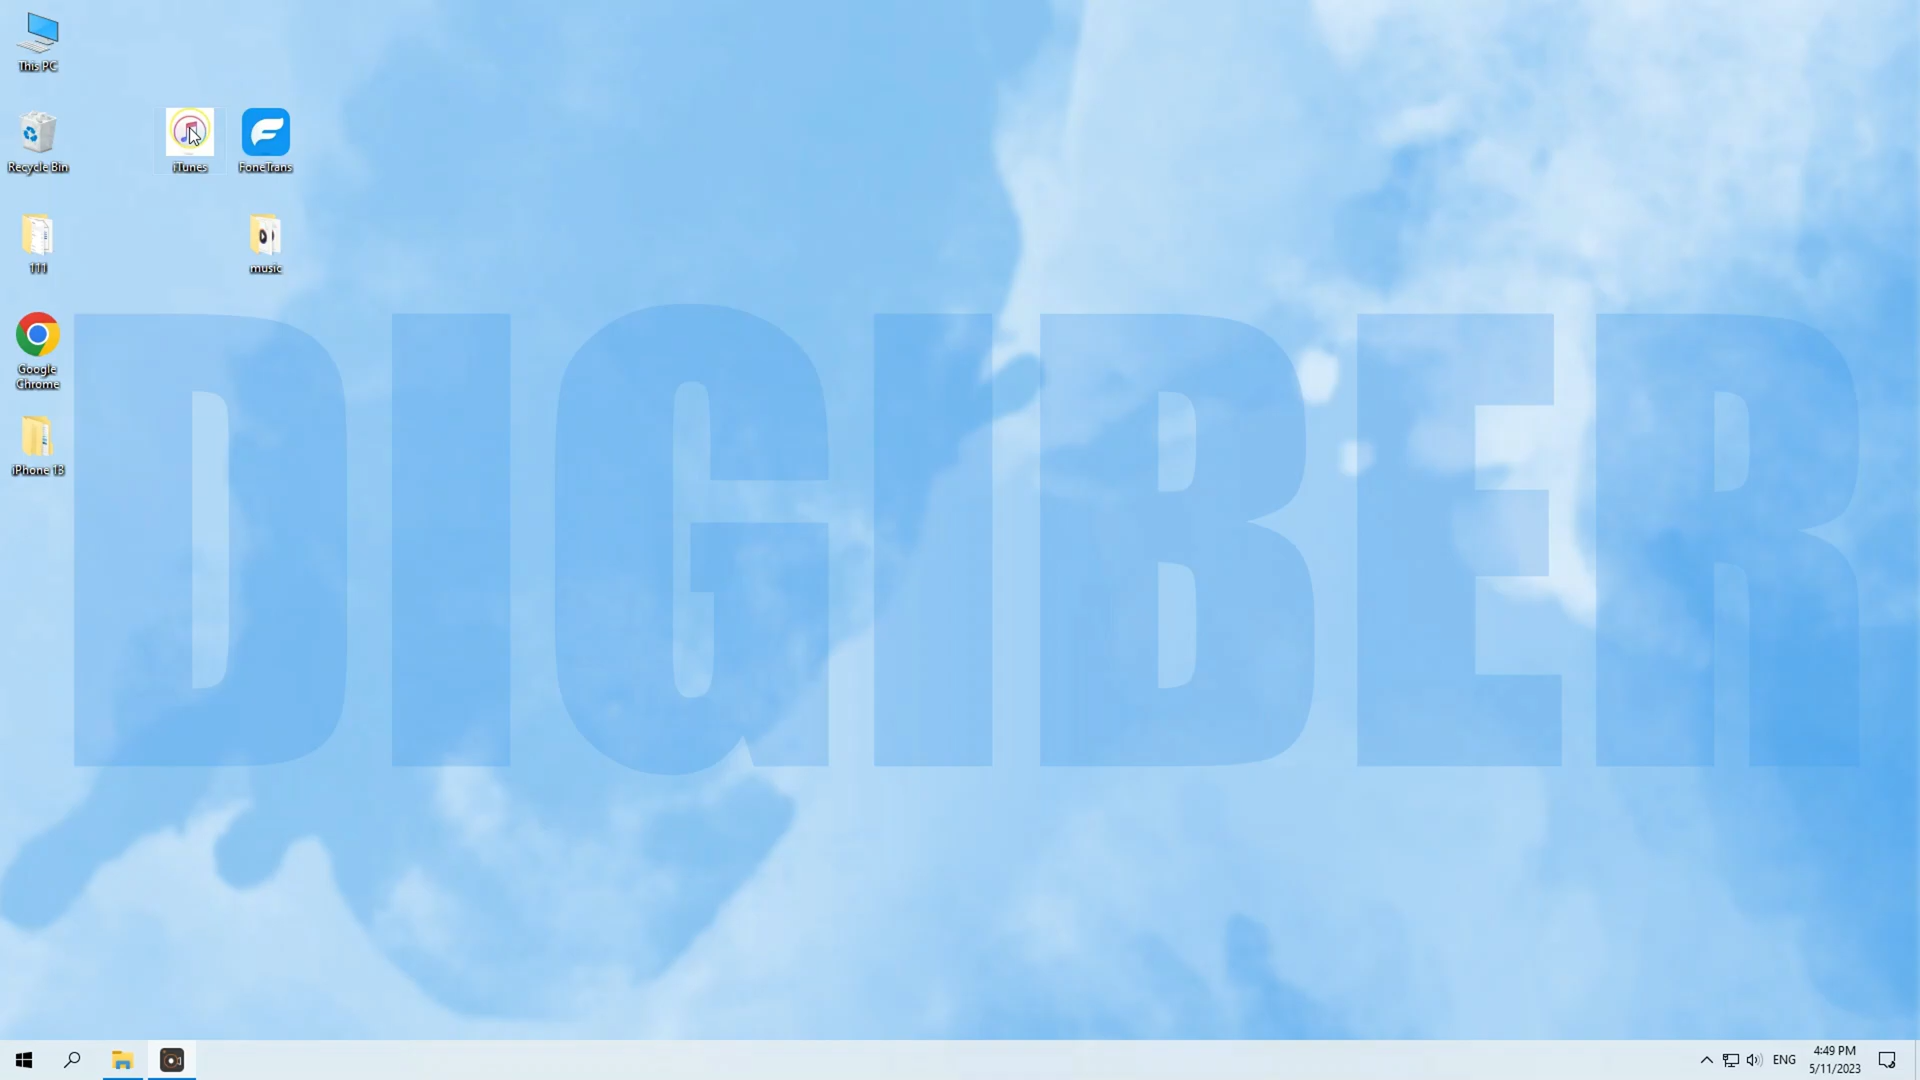 This PC
Recycle Bin
iTunes
FoneTrans
111
music
Google
Chrome
iPhone 13
DIGIBER
ENG
4:49 PM
5/11/2023